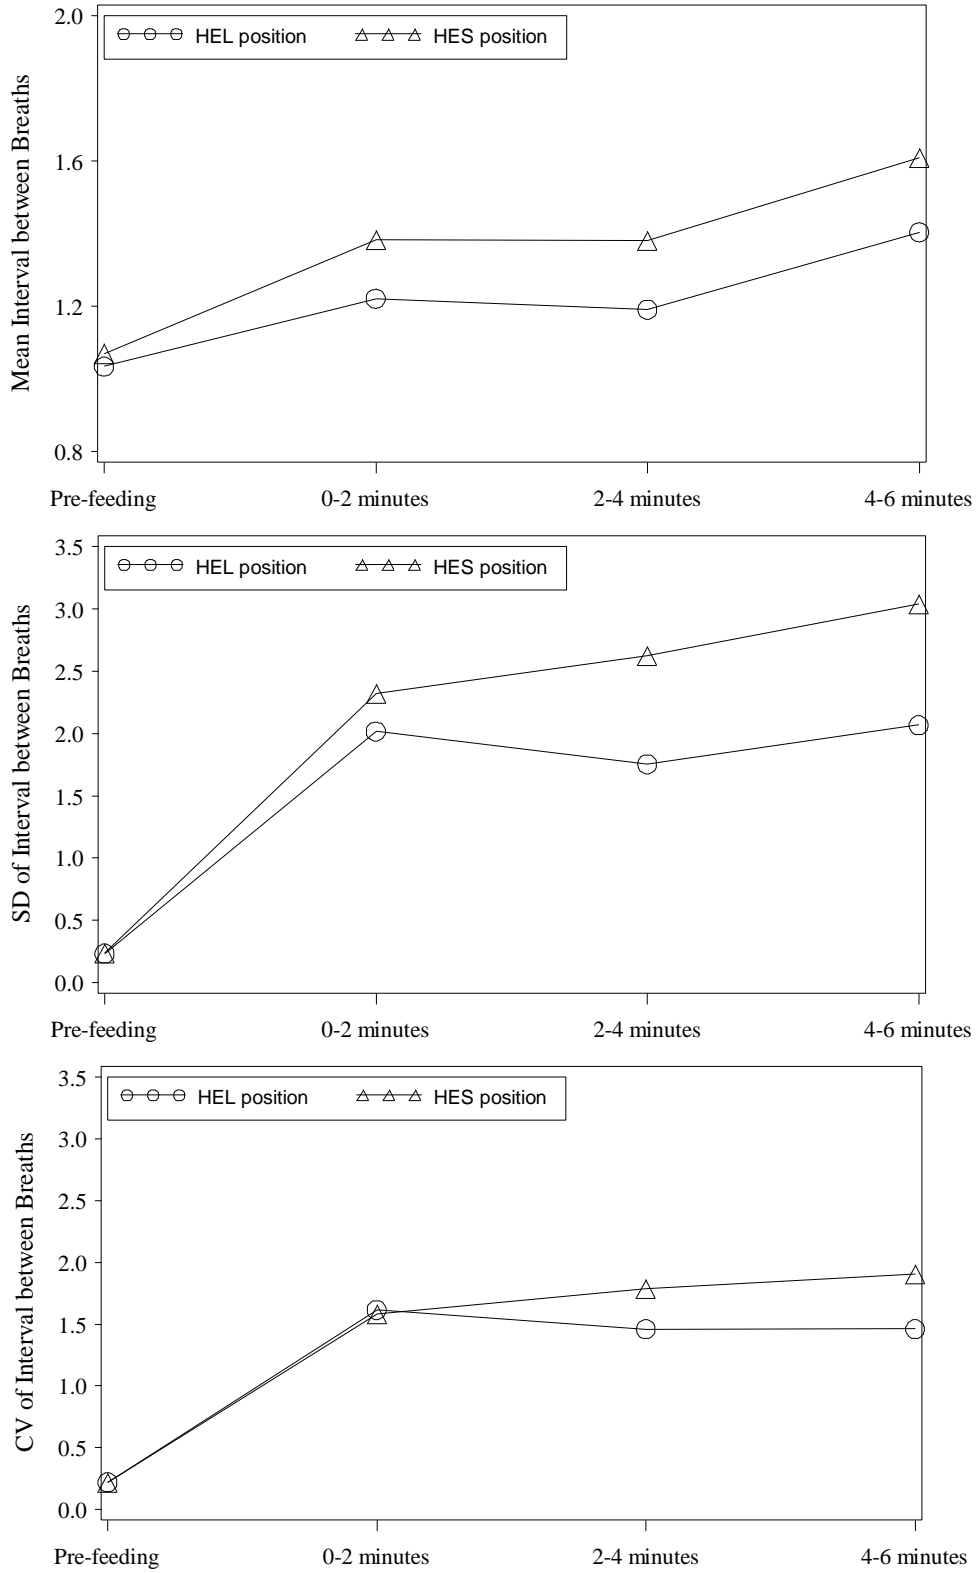 2.0
HEL position HES position
1.6
1.2
0.8
Mean Interval between Breaths
Pre-feeding 0-2 minutes 2-4 minutes 4-6 minutes
3.5
HEL position HES position
3.0
2.5
2.0
1.5
1.0
0.5
0.0
SD of Interval between Breaths
Pre-feeding 0-2 minutes 2-4 minutes 4-6 minutes
3.5
HEL position HES position
3.0
2.5
2.0
1.5
1.0
0.5
0.0
CV of Interval between Breaths
Pre-feeding 0-2 minutes 2-4 minutes 4-6 minutes